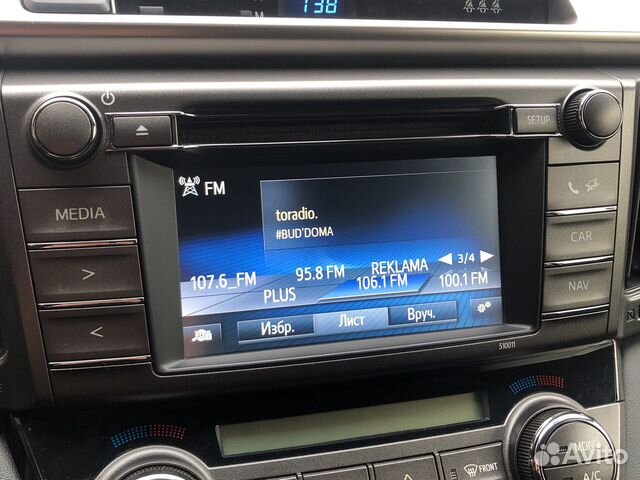 138
M
SETUP
FM
toradio.
#BUD'DOMA
MEDIA
CAR
NAV
3/4
107.6_FM
95.8 FM
REKLAMA
PLUS
106.1 FM
100.1 FM
Избр.
Лист
Вруч.
510011
FRONT
MONO
A/C
Avito